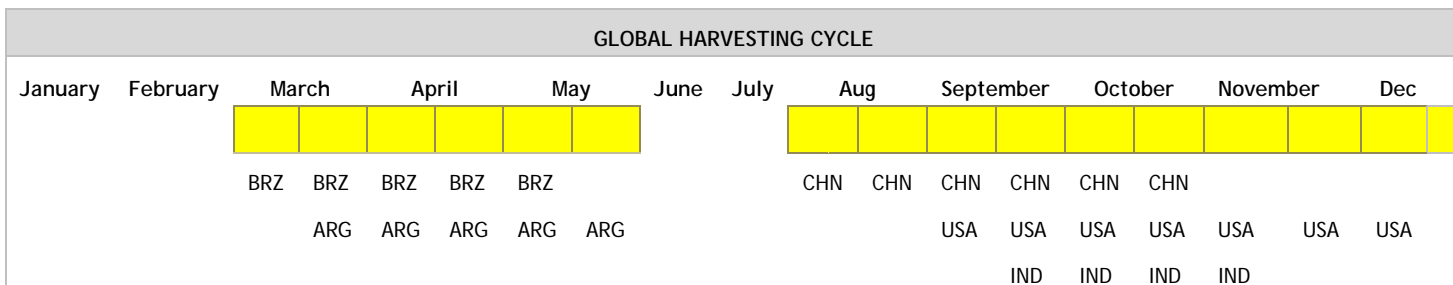 GLOBAL HARVESTING CYCLE
January February March April May June July Aug September October November Dec
BRZ BRZ BRZ BRZ BRZ CHN CHN CHN CHN CHN CHN
ARG ARG ARG ARG ARG USA USA USA USA USA USA USA
IND IND IND IND